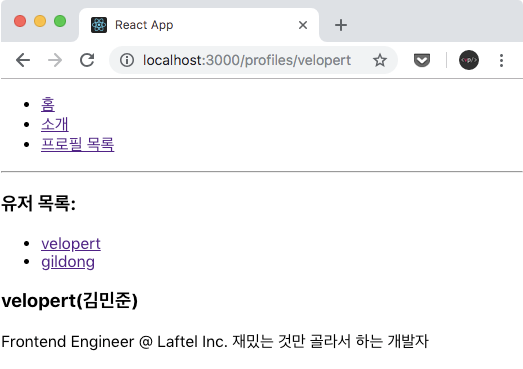 React App
localhost:3000/profiles/velopert
홈
소개
프로필 목록
유저 목록:
velopert
gildong
velopert(김민준)
Frontend Engineer @ Laftel Inc. 재밌는 것만 골라서 하는 개발자